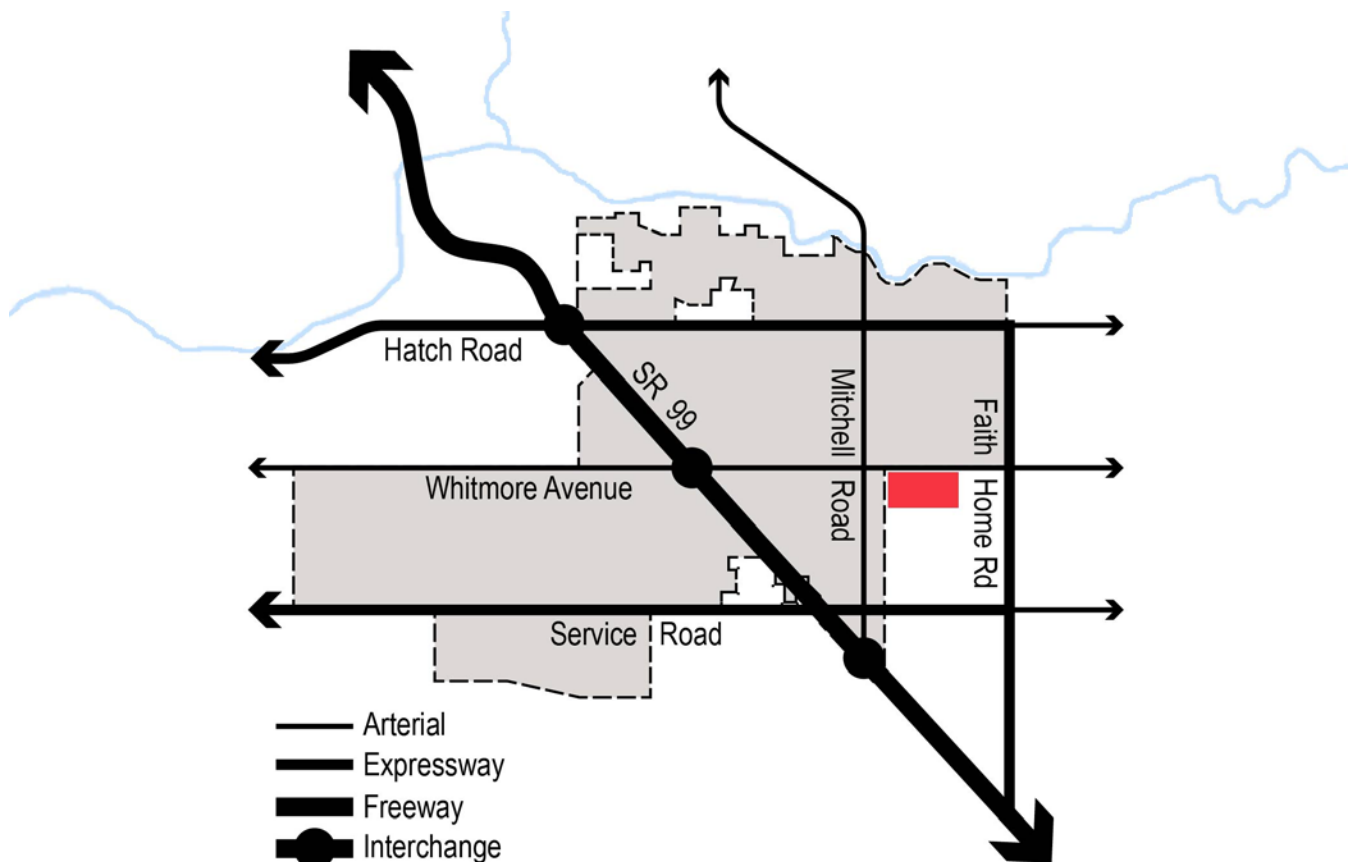 Hatch Road
SR 99
Mitchell Road
Faith Home Rd
Whitmore Avenue
Service Road
Arterial
Expressway
Freeway
Interchange